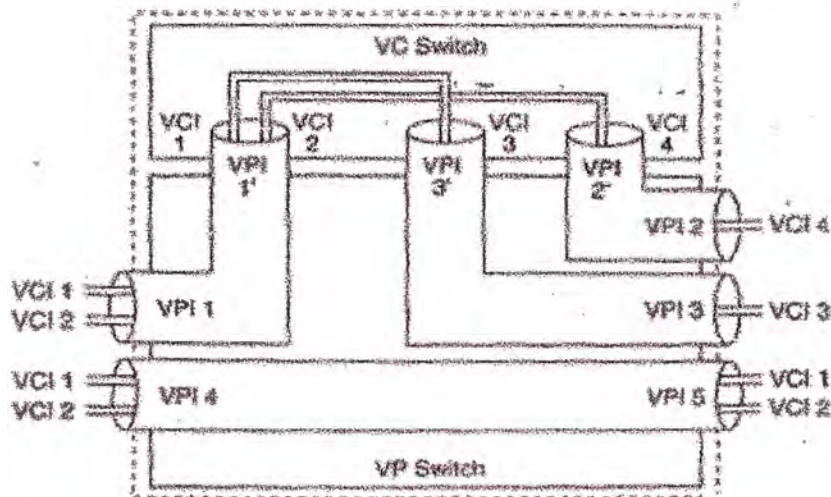 VC Switch
VCI 1
VCI 2
VCI 3
VCI 4
VPI 1'
VPI 3'
VPI 2'
VPI 2
VCI 4
VCI 1
VCI 2
VPI 1
VPI 3
VCI 3
VCI 1
VCI 2
VPI 4
VPI 5
VCI 1
VCI 2
VP Switch